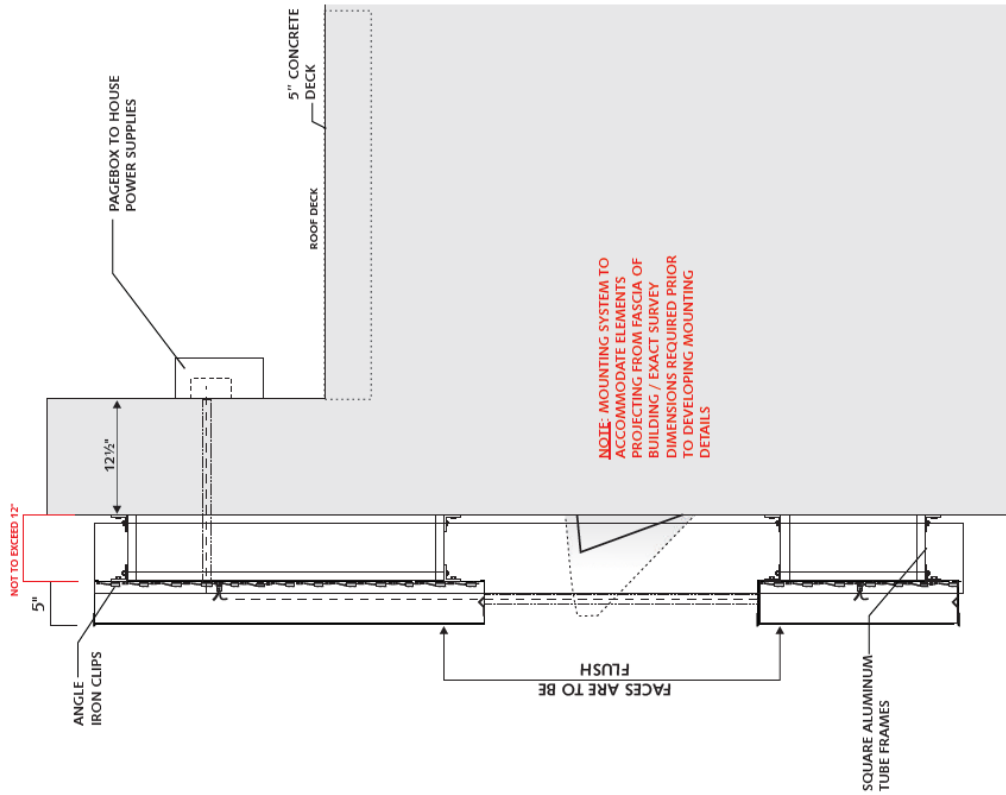 PAGEBOX TO HOUSE
POWER SUPPLIES
5” CONCRETE
DECK
ROOF DECK
12½"
NOT TO EXCEED 12"
5"
ANGLE
IRON CLIPS
NOTE: MOUNTING SYSTEM TO
ACCOMMODATE ELEMENTS
PROJECTING FROM FASCIA OF
BUILDING / EXACT SURVEY
DIMENSIONS REQUIRED PRIOR
TO DEVELOPING MOUNTING
DETAILS
FACES ARE TO BE
FLUSH
SQUARE ALUMINUM
TUBE FRAMES